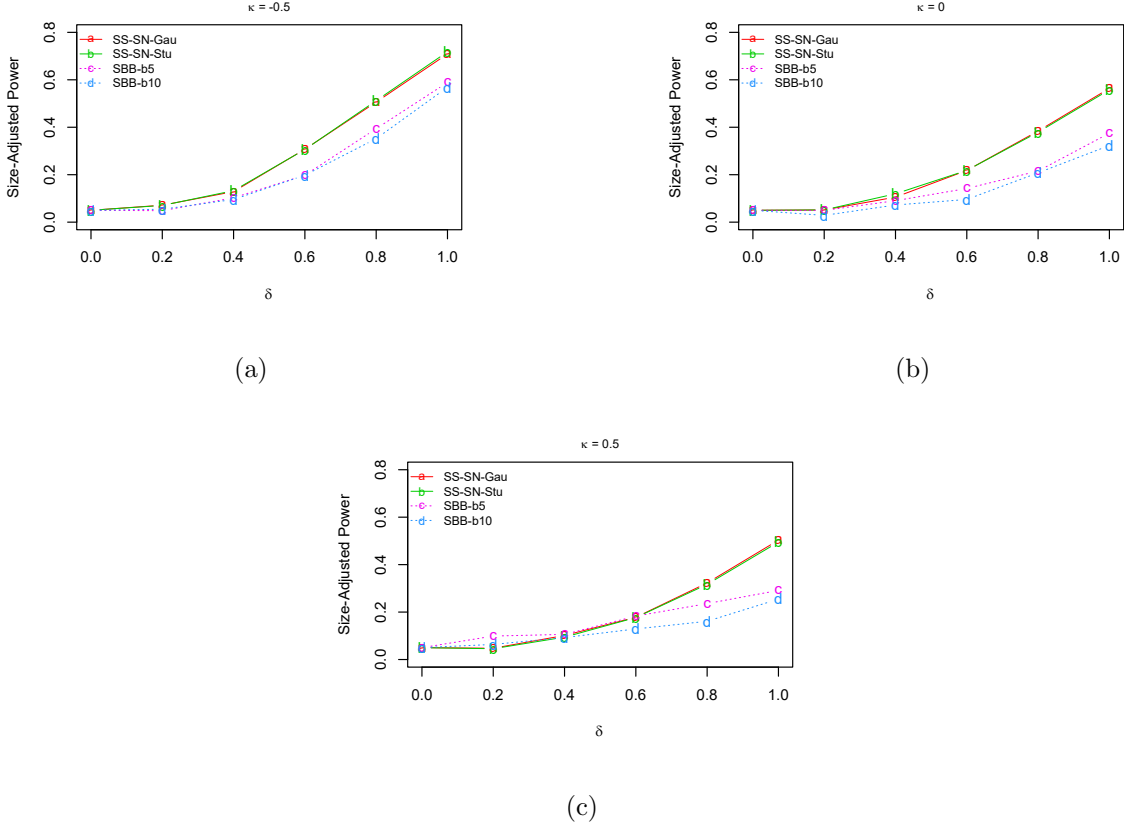 κ = -0.5
Size-Adjusted Power
0.8
0.6
0.4
0.2
0.0
a SS-SN-Gau
b SS-SN-Stu
c SBB-b5
d SBB-b10
0.0 0.2 0.4 0.6 0.8 1.0
δ
(a)
κ = 0
Size-Adjusted Power
0.8
0.6
0.4
0.2
0.0
a SS-SN-Gau
b SS-SN-Stu
c SBB-b5
d SBB-b10
0.0 0.2 0.4 0.6 0.8 1.0
δ
(b)
κ = 0.5
Size-Adjusted Power
0.8
0.6
0.4
0.2
0.0
a SS-SN-Gau
b SS-SN-Stu
c SBB-b5
d SBB-b10
0.0 0.2 0.4 0.6 0.8 1.0
δ
(c)